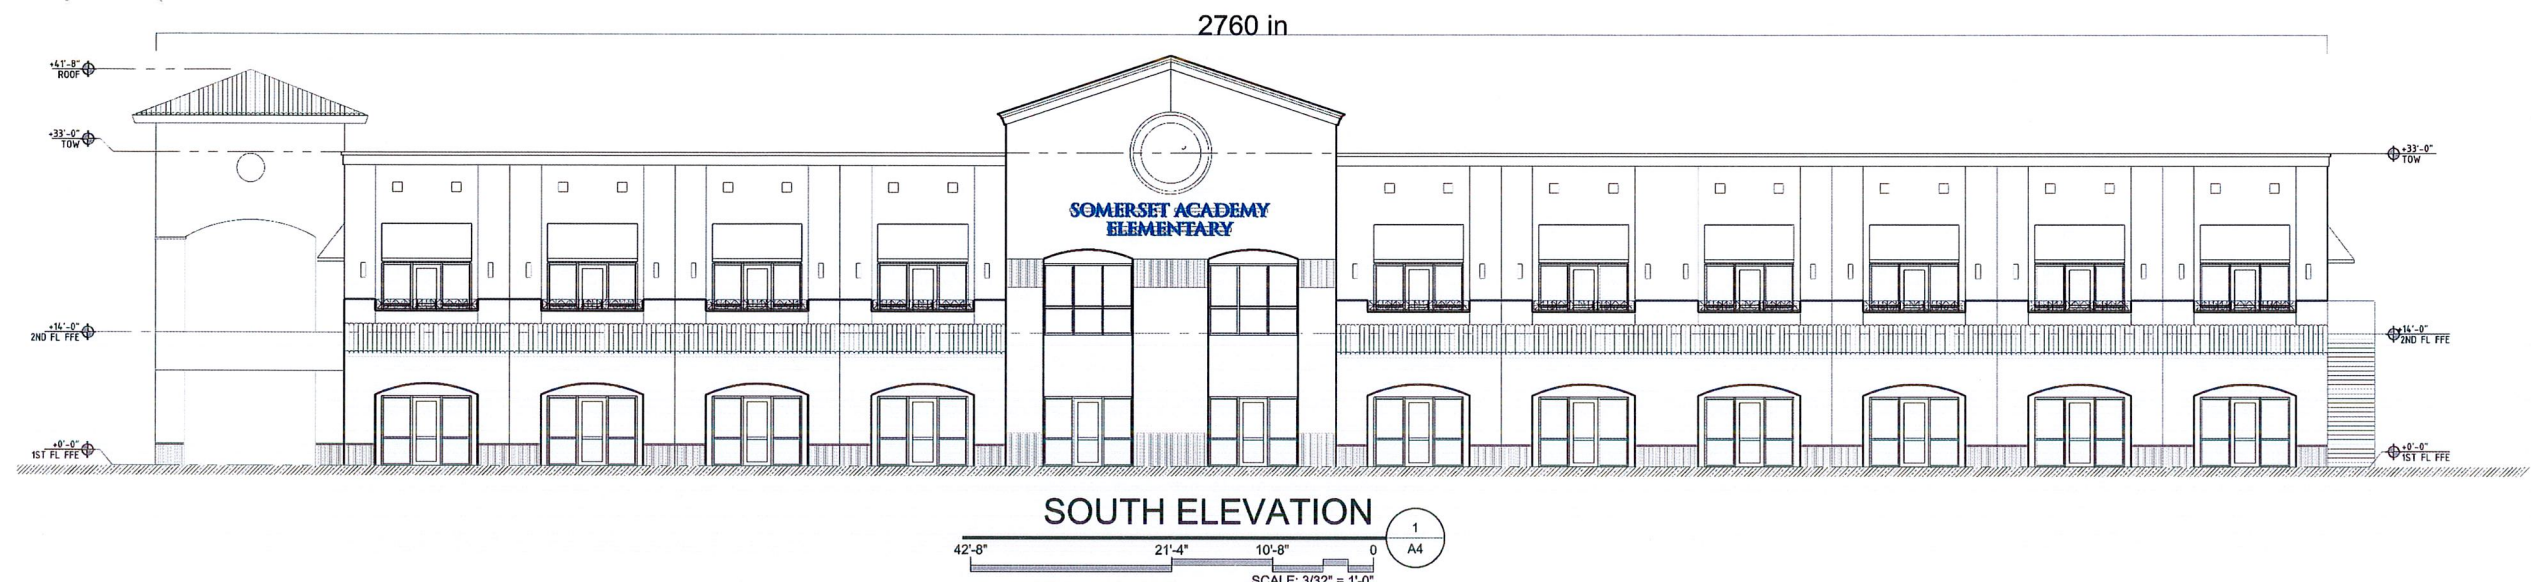 2760 in
+41'-8"
ROOF
+33'-0"
TOW
+33'-0"
TOW
SOMERSET ACADEMY
ELEMENTARY
+14'-0"
2ND FL FFE
+14'-0"
2ND FL FFE
+0'-0"
1ST FL FFE
+0'-0"
1ST FL FFE
SOUTH ELEVATION
1
A4
42'-8" 21'-4" 10'-8" 0
SCALE: 3/32" = 1'-0"